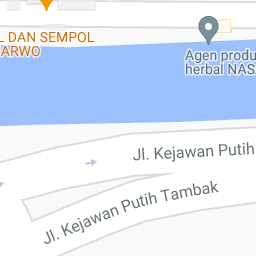 L DAN SEMPOL
ARWO
Agen produ
herbal NAS
Jl. Kejawan Putih
Jl. Kejawan Putih Tambak